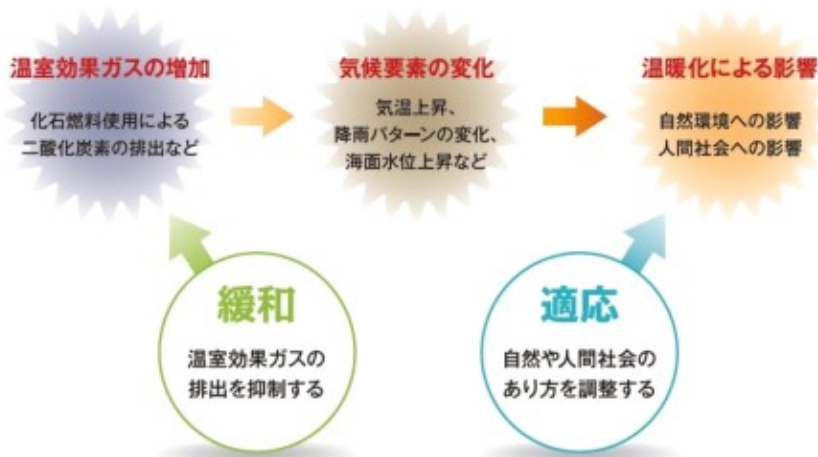 温室効果ガスの増加
化石燃料使用による
二酸化炭素の排出など
気候要素の変化
気温上昇、
降雨パターンの変化、
海面水位上昇など
温暖化による影響
自然環境への影響
人間社会への影響
緩和
温室効果ガスの
排出を抑制する
適応
自然や人間社会の
あり方を調整する